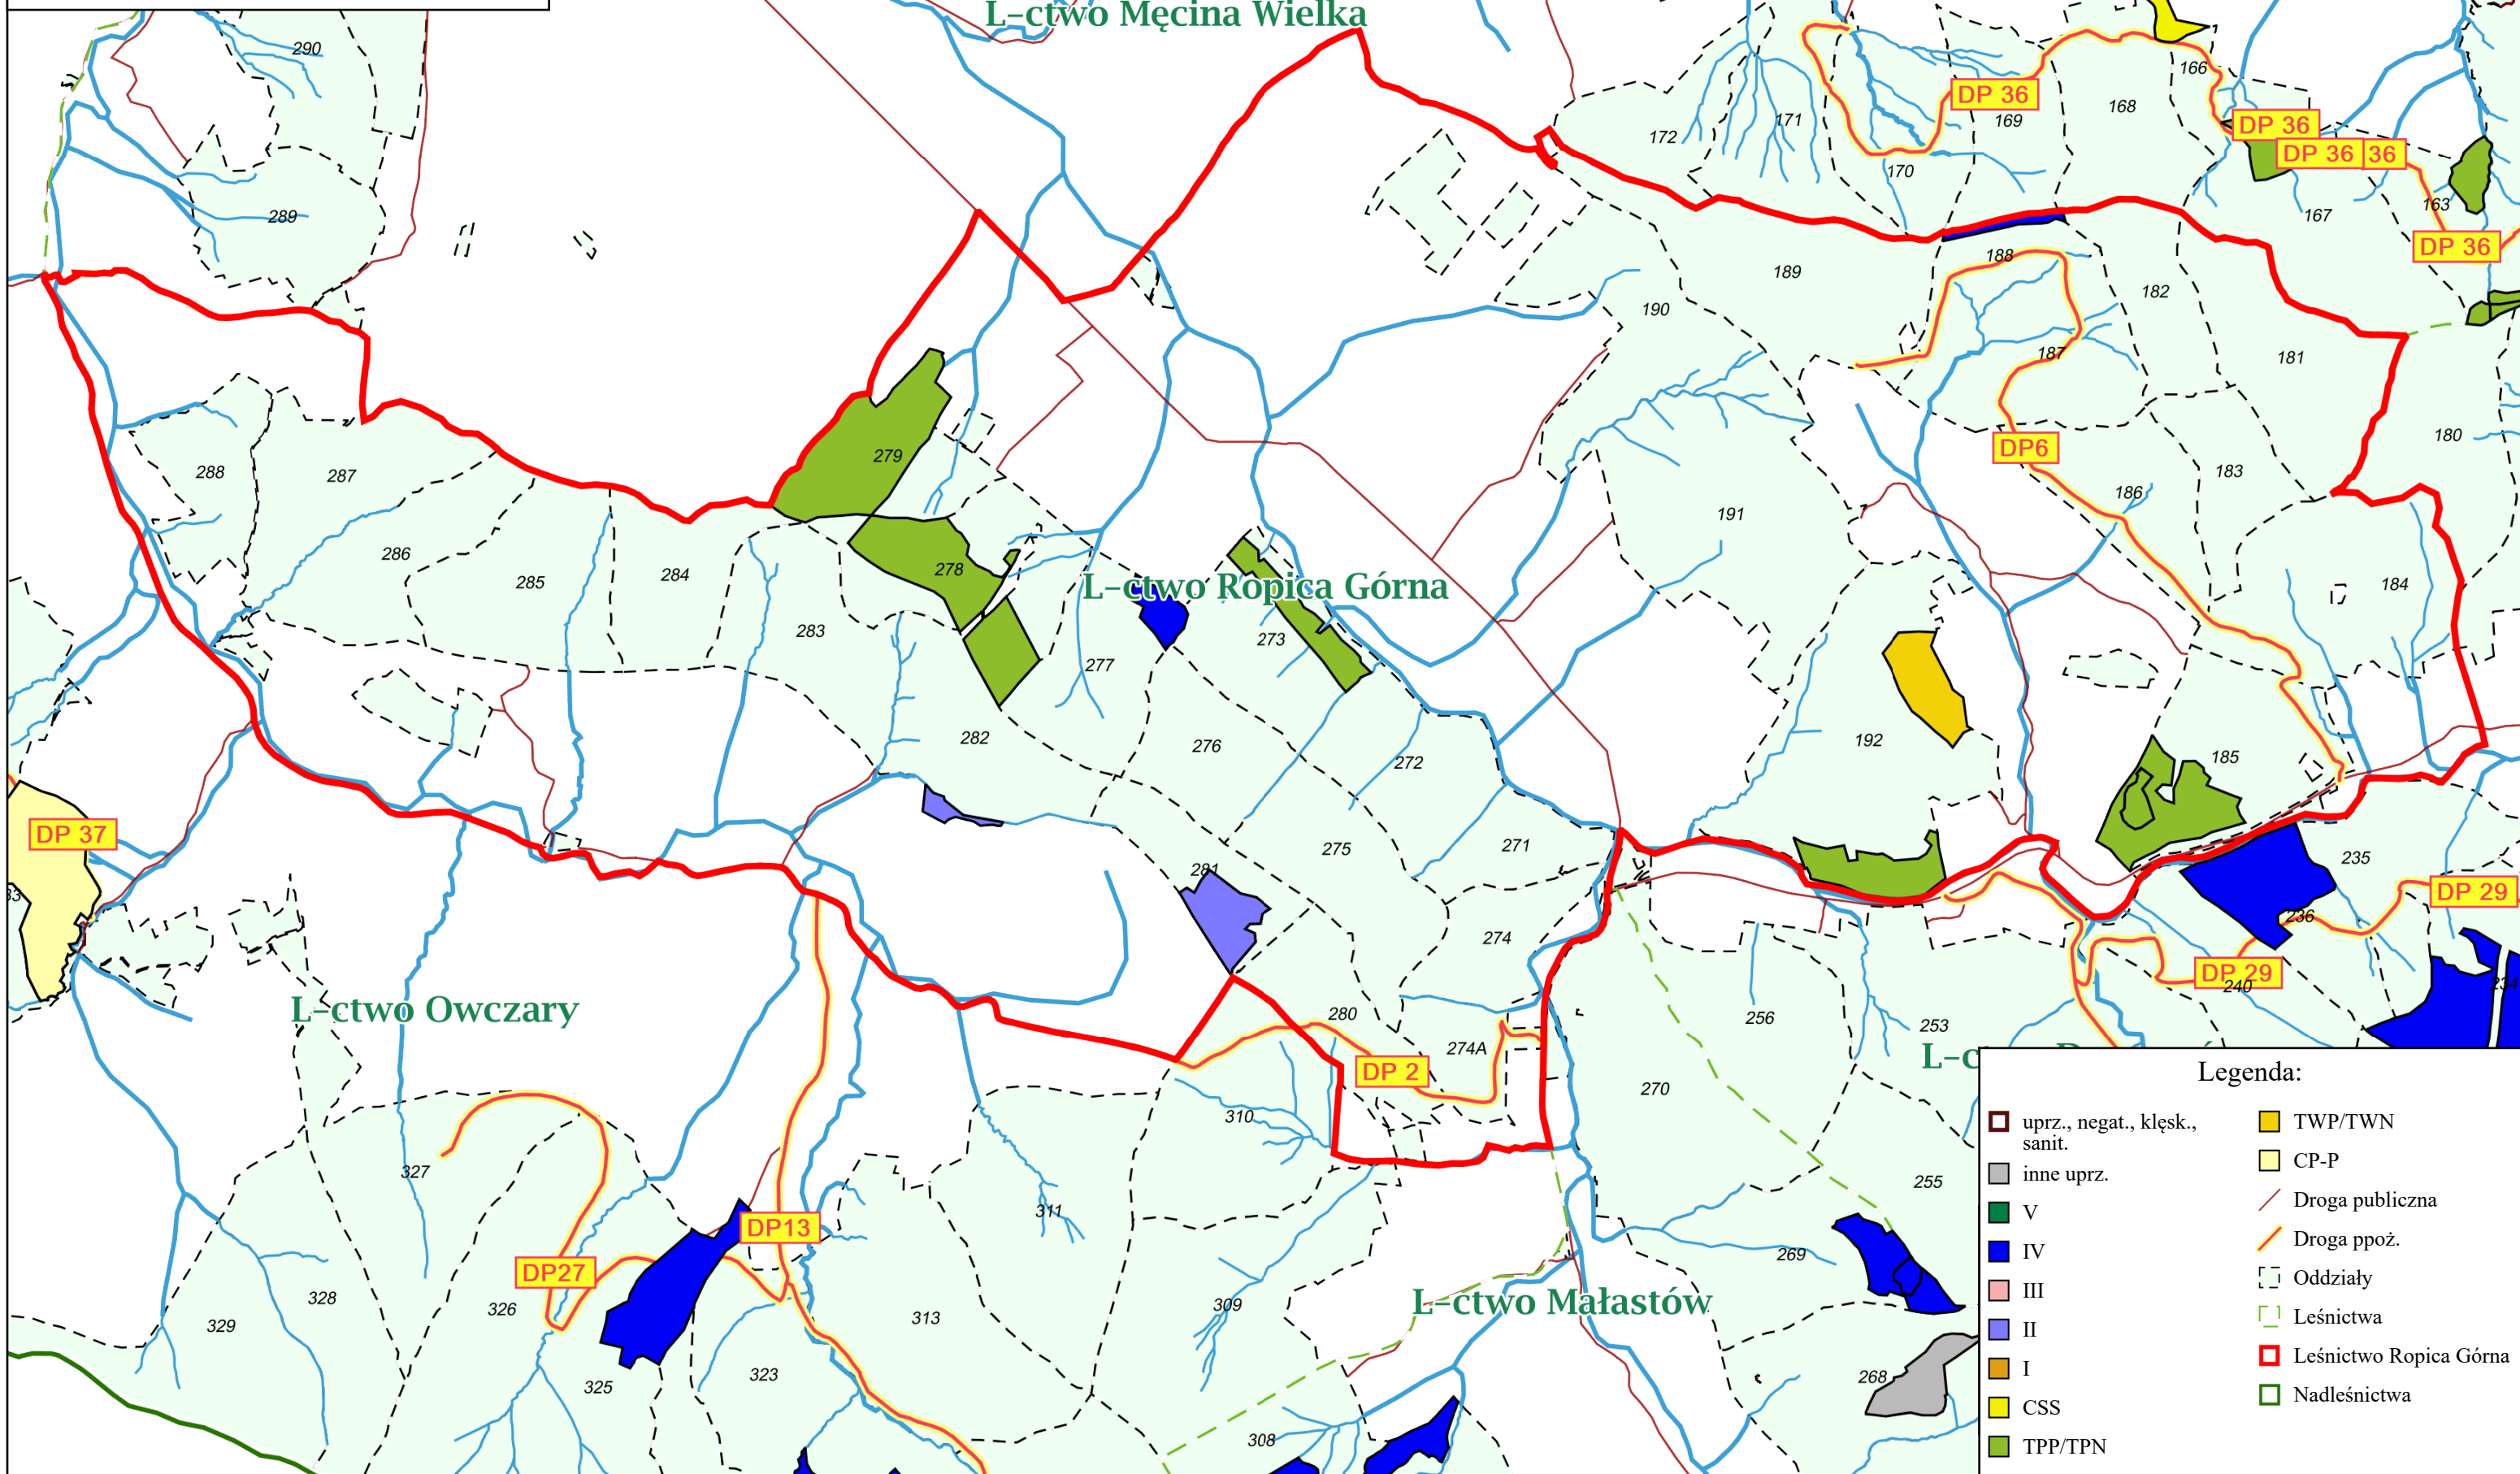 L–ctwo Męcina Wielka
290
166
DP 36
168
172
171
169
DP 36
DP 36
36
170
163
289
167
DP 36
188
189
182
190
187
181
180
279
DP6
288
287
183
186
191
286
278
285
284
184
L–ctwo Ropica Górna
283
273
277
282
276
192
185
272
DP 37
271
275
235
281
DP 29
236
274
DP 29
240
234
L–ctwo Owczary
280
256
253
274A
L–c
DP 2
270
310
327
255
311
DP13
269
DP27
328
326
309
L–ctwo Małastów
329
313
323
268
325
308
Legenda:
uprz., negat., klęsk.,
sanit.
inne uprz.
V
IV
III
II
I
CSS
TPP/TPN
TWP/TWN
CP-P
Droga publiczna
Droga ppoż.
Oddziały
Leśnictwa
Leśnictwo Ropica Górna
Nadleśnictwa